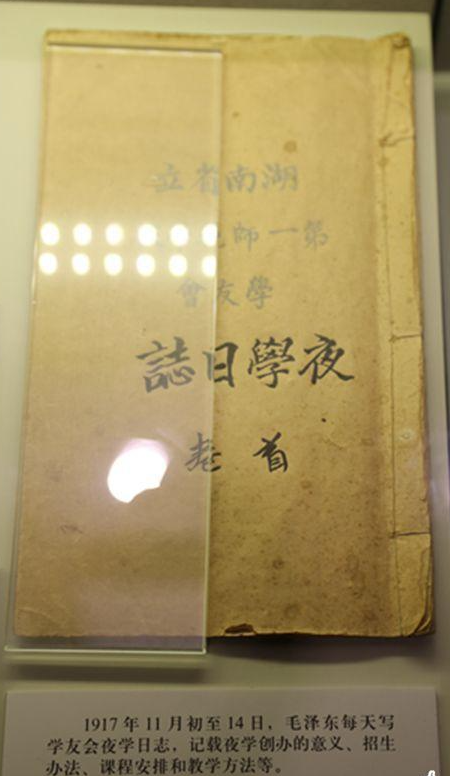 湖南省立
第一師
學友會
夜學日誌
首卷
1917年11月初至14日，毛泽东每天写
学友会夜学日志，记载夜学创办的意义、招生
办法、课程安排和教学方法等。